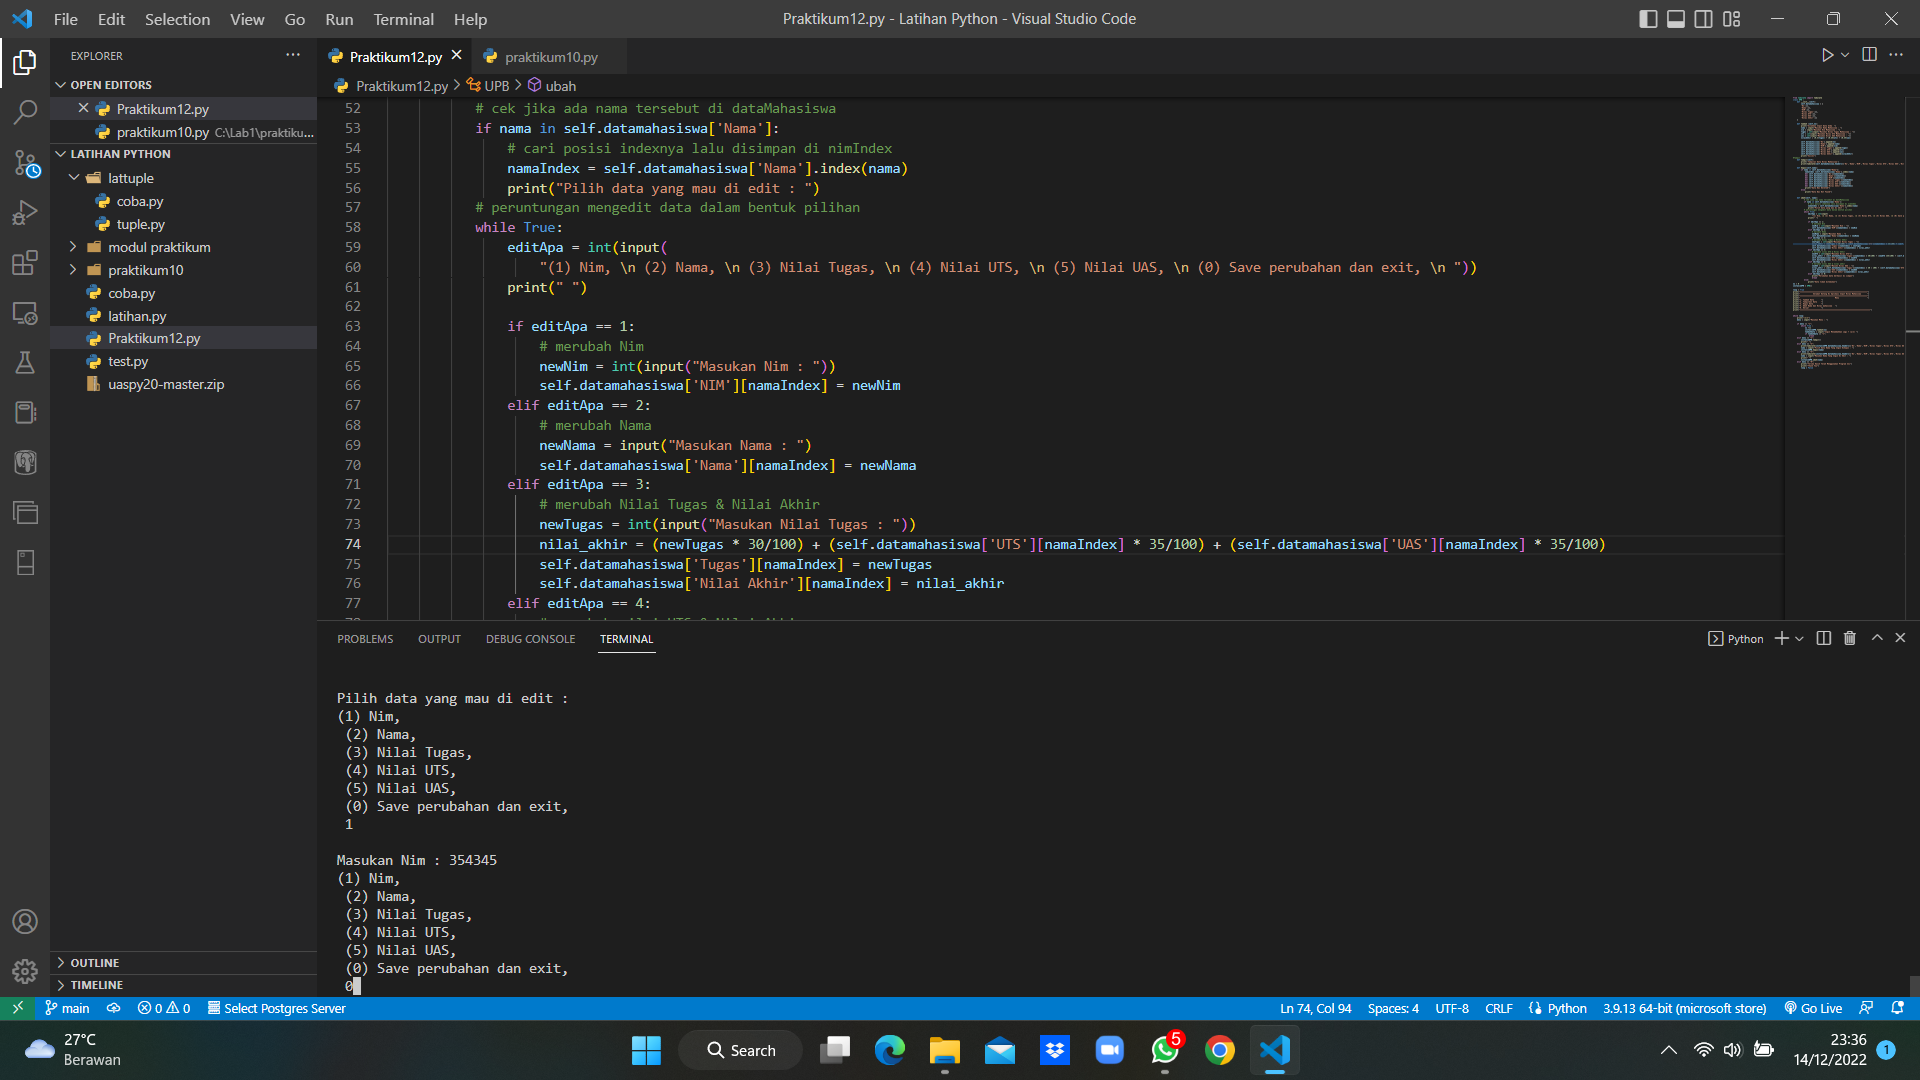 File Edit Selection View Go Run Terminal Help
Praktikum12.py - Latihan Python - Visual Studio Code
EXPLORER
OPEN EDITORS
Praktikum12.py
praktikum10.py C:\Lab1\praktiku...
LATIHAN PYTHON
lattuple
coba.py
tuple.py
modul praktikum
praktikum10
coba.py
latihan.py
Praktikum12.py
test.py
uaspy20-master.zip
OUTLINE
TIMELINE
Praktikum12.py praktikum10.py
Praktikum12.py > UPB > ubah
52 # cek jika ada nama tersebut di dataMahasiswa
53 if nama in self.datamahasiswa['Nama']:
54 # cari posisi indexnya lalu disimpan di nimIndex
55 namaIndex = self.datamahasiswa['Nama'].index(nama)
56 print("Pilih data yang mau di edit : ")
57 # peruntungan mengedit data dalam bentuk pilihan
58 while True:
59 editApa = int(input(
60 "(1) Nim, \n (2) Nama, \n (3) Nilai Tugas, \n (4) Nilai UTS, \n (5) Nilai UAS, \n (0) Save perubahan dan exit, \n "))
61 print(" ")
62
63 if editApa == 1:
64 # merubah Nim
65 newNim = int(input("Masukan Nim : "))
66 self.datamahasiswa['NIM'][namaIndex] = newNim
67 elif editApa == 2:
68 # merubah Nama
69 newNama = input("Masukan Nama : ")
70 self.datamahasiswa['Nama'][namaIndex] = newNama
71 elif editApa == 3:
72 # merubah Nilai Tugas & Nilai Akhir
73 newTugas = int(input("Masukan Nilai Tugas : "))
74 nilai_akhir = (newTugas * 30/100) + (self.datamahasiswa['UTS'][namaIndex] * 35/100) + (self.datamahasiswa['UAS'][namaIndex] * 35/100)
75 self.datamahasiswa['Tugas'][namaIndex] = newTugas
76 self.datamahasiswa['Nilai Akhir'][namaIndex] = nilai_akhir
77 elif editApa == 4:
PROBLEMS OUTPUT DEBUG CONSOLE TERMINAL
Python
Pilih data yang mau di edit :
(1) Nim,
(2) Nama,
(3) Nilai Tugas,
(4) Nilai UTS,
(5) Nilai UAS,
(0) Save perubahan dan exit,
1
Masukan Nim : 354345
(1) Nim,
(2) Nama,
(3) Nilai Tugas,
(4) Nilai UTS,
(5) Nilai UAS,
(0) Save perubahan dan exit,
0
main 0 0 Select Postgres Server
Ln 74, Col 94 Spaces: 4 UTF-8 CRLF Python 3.9.13 64-bit (microsoft store) Go Live
27°C
Berawan
Search
5
23:36
14/12/2022
1